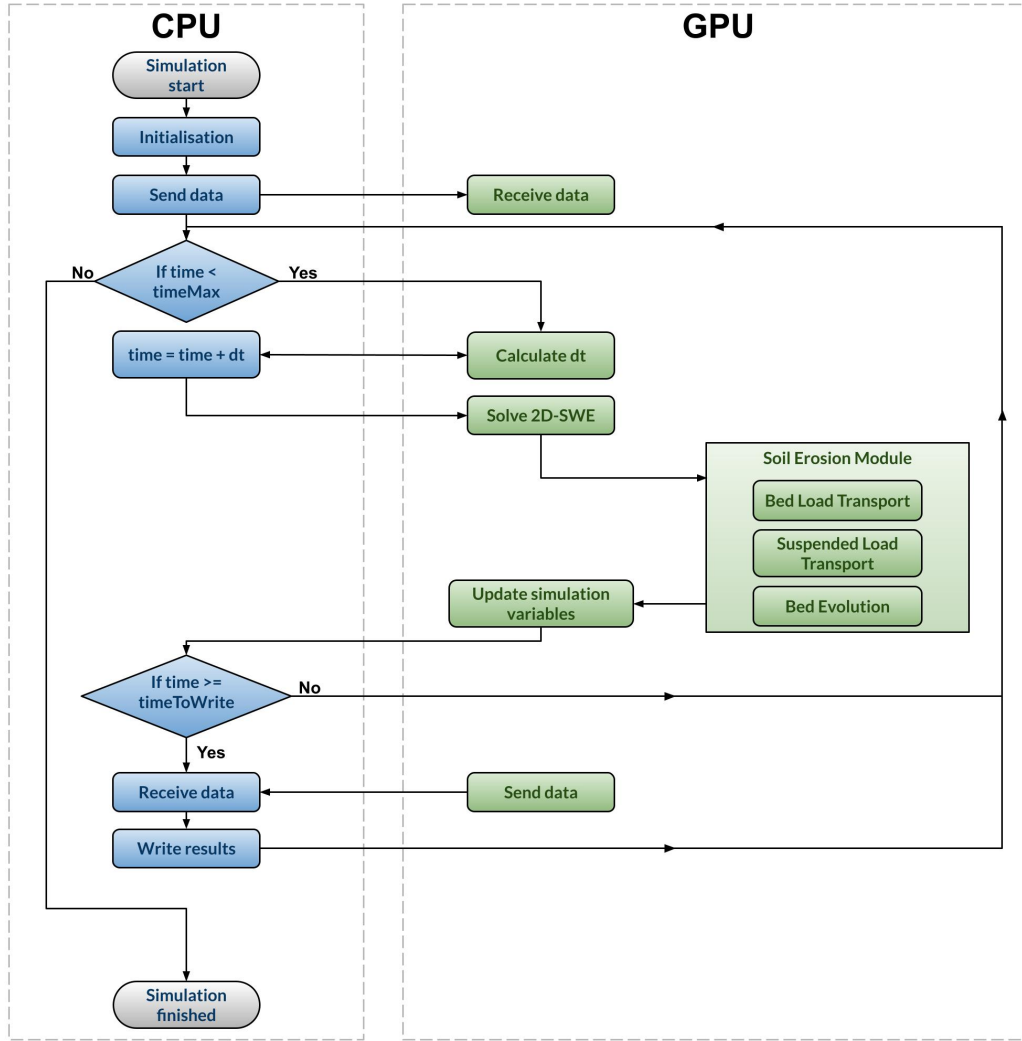 CPU
GPU
Simulation
start
Initialisation
Send data
Receive data
No
If time <
timeMax
Yes
time = time + dt
Calculate dt
Solve 2D-SWE
Soil Erosion Module
Bed Load Transport
Suspended Load
Transport
Bed Evolution
Update simulation
variables
If time >=
timeToWrite
No
Yes
Receive data
Send data
Write results
Simulation
finished